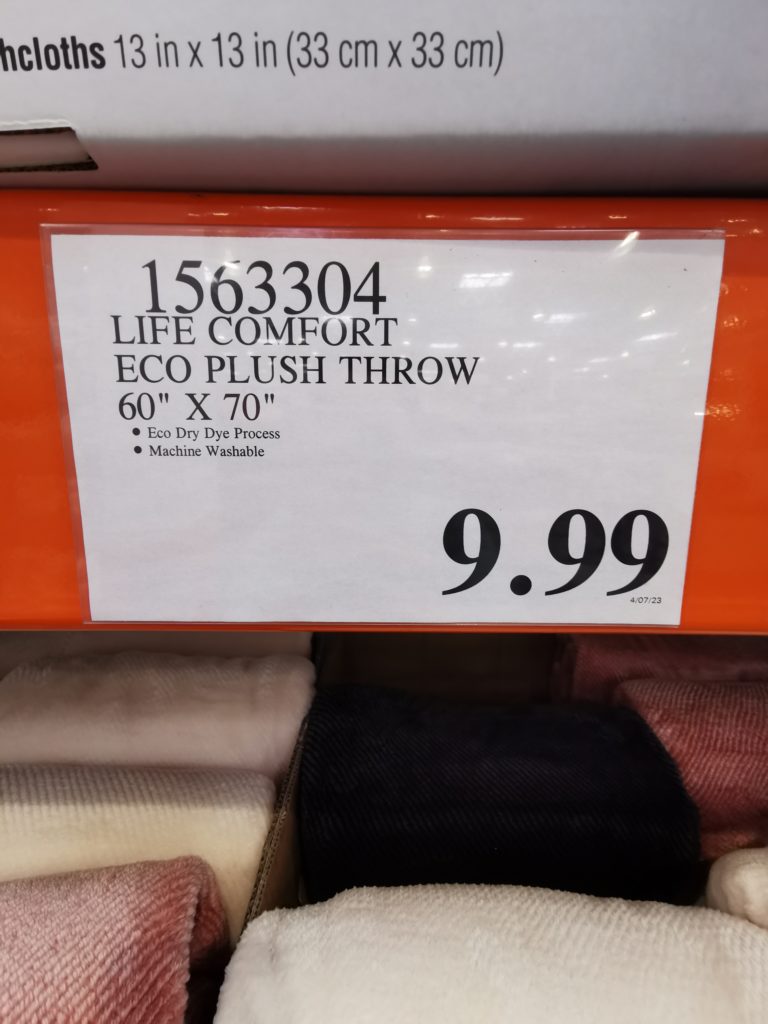 hcloths 13 in x 13 in (33 cm x 33 cm)
1563304
LIFE COMFORT
ECO PLUSH THROW
60" X 70"
• Eco Dry Dye Process
• Machine Washable
9.99
4/07/23